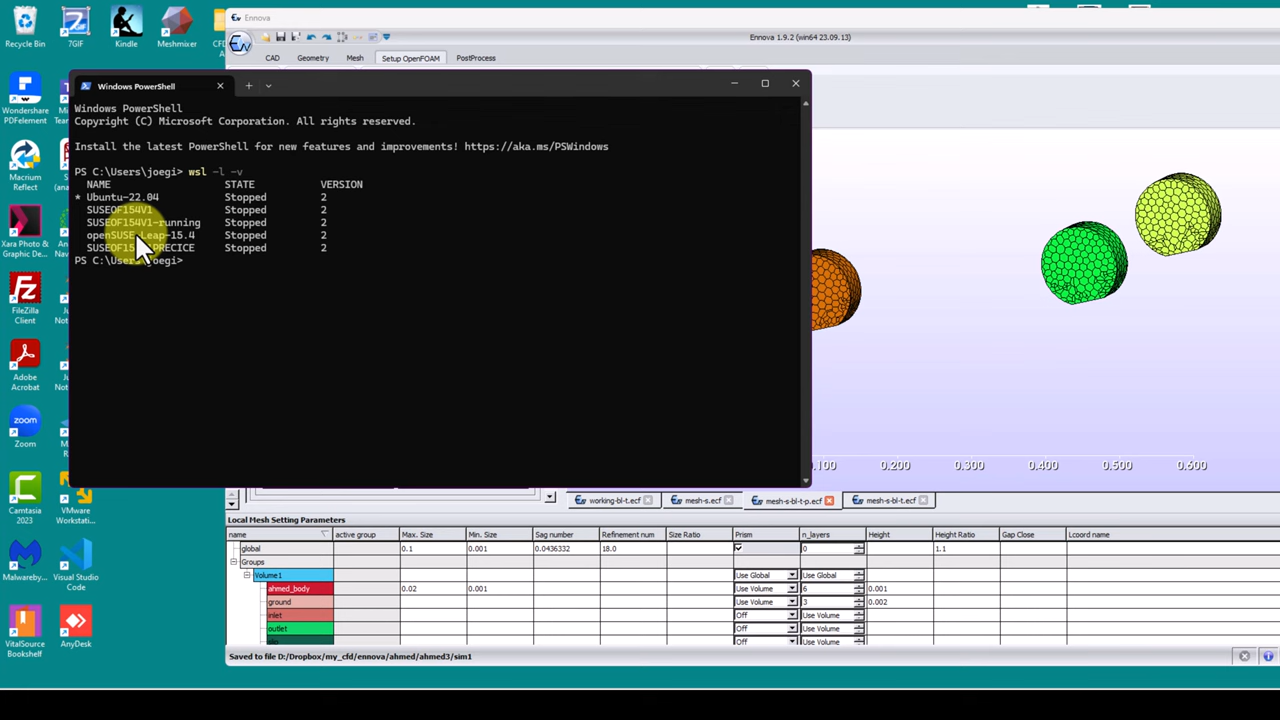 Ennova
Ennova 1.9.2 (win64 23.09.13)
CAD Geometry Mesh Setup OpenFOAM PostProcess
Recycle Bin
7GIF
Kindle
Meshmixer
Wondershare
PDFelement
Macrium
Reflect
Xara Photo &
Graphic De...
FileZilla
Client
Adobe
Acrobat
Zoom
Camtasia
2023
VMware
Workstati...
Malwareby...
Visual Studio
Code
VitalSource
Bookshelf
AnyDesk
Windows PowerShell
Windows PowerShell
Copyright (C) Microsoft Corporation. All rights reserved.
Install the latest PowerShell for new features and improvements! https://aka.ms/PSWindows
PS C:\Users\joegi> wsl -l -v
NAME STATE VERSION
* Ubuntu-22.04 Stopped 2
SUSEOF154V1 Stopped 2
SUSEOF154V1-running Stopped 2
openSUSE-Leap-15.4 Stopped 2
PRECICE Stopped 2
PS C:\Users\joegi>
.100 0.200 0.300 0.400 0.500 0.600
working-bl-t.ecf mesh-s.ecf mesh-s-bl-t-p.ecf mesh-s-bl-t.ecf
Local Mesh Setting Parameters
name active group Max. Size Min. Size Sag number Refinement num Size Ratio Prism n_layers Height Height Ratio Gap Close Lcoord name
global 0.1 0.001 0.0436332 18.0 0 1.1
Groups
Volume1 Use Global Use Global
ahmed_body 0.02 0.001 Use Volume 6 0.001
ground Use Volume 3 0.002
inlet Off Use Volume
outlet Off Use Volume
slip Off Use Volume
Saved to file D:/Dropbox/my_cfd/ennova/ahmed/ahmed3/sim1